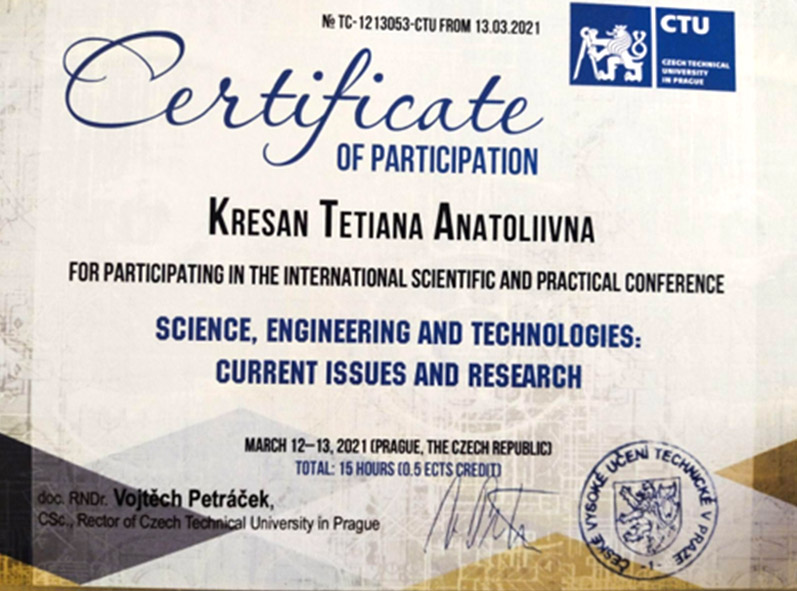 № TC-1213053-CTU FROM 13.03.2021
CTU
CZECH TECHNICAL
UNIVERSITY
IN PRAGUE
Certificate
OF PARTICIPATION
KRESAN TETIANA ANATOLIIVNA
FOR PARTICIPATING IN THE INTERNATIONAL SCIENTIFIC AND PRACTICAL CONFERENCE
SCIENCE, ENGINEERING AND TECHNOLOGIES:
CURRENT ISSUES AND RESEARCH
MARCH 12–13, 2021 (PRAGUE, THE CZECH REPUBLIC)
TOTAL: 15 HOURS (0.5 ECTS CREDIT)
doc. RNDr. Vojtěch Petráček,
CSc., Rector of Czech Technical University in Prague
ČESKÉ VYSOKÉ UČENÍ TECHNICKÉ V PRAZE
-1-